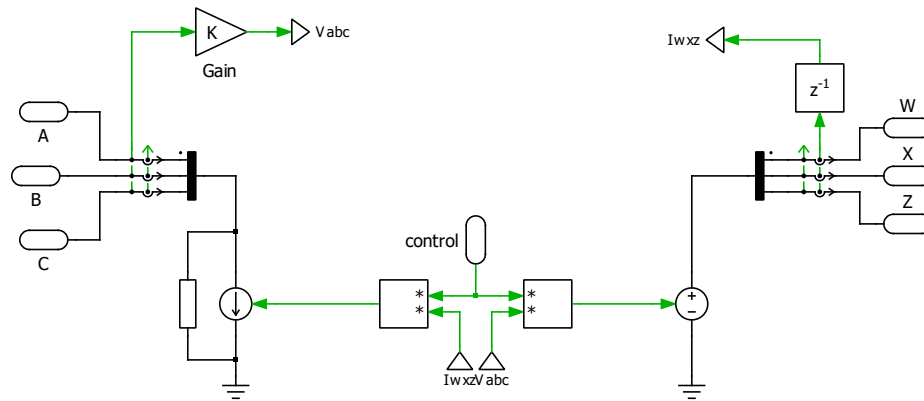 K
Vabc
Gain
Iwxz
z-1
A
B
C
W
X
Z
control
*
*
*
*
+
−
IwxzVabc